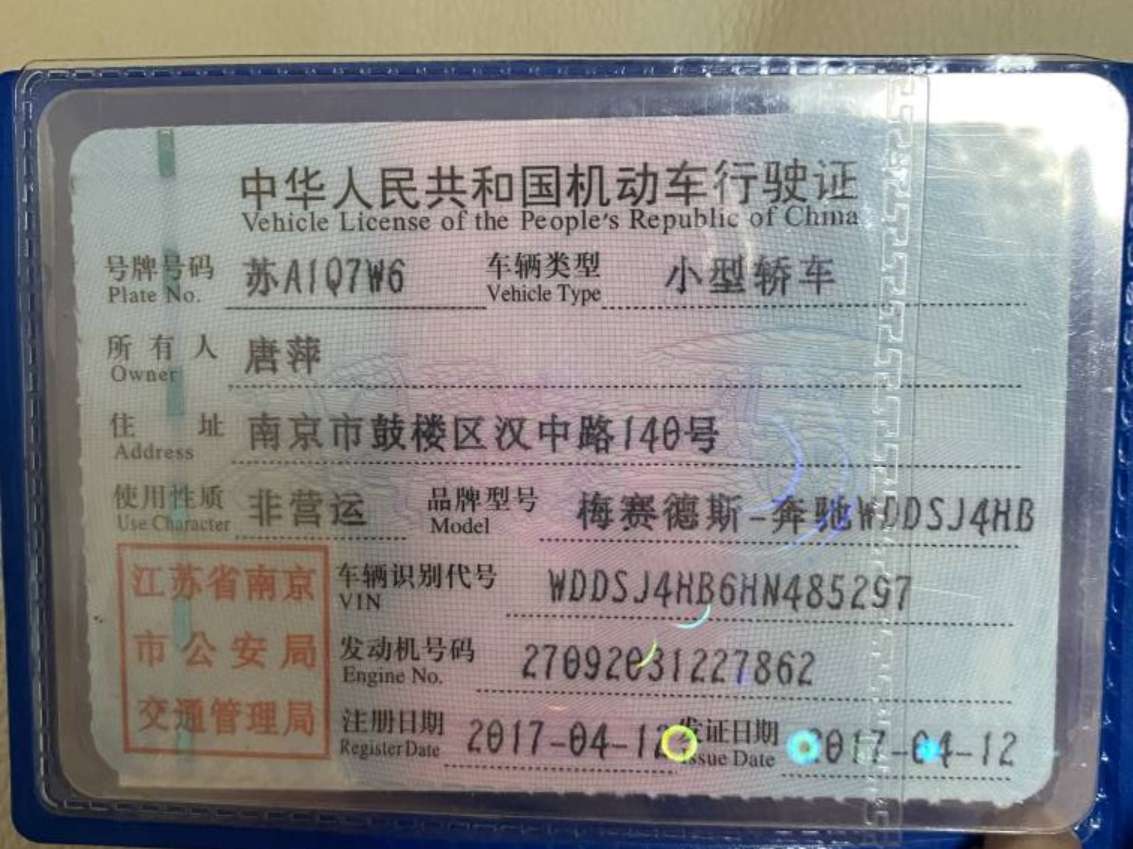 中华人民共和国机动车行驶证
Vehicle License of the People's Republic of China
号牌号码 苏A1Q7W6 车辆类型 小型轿车
Plate No. Vehicle Type
所有人 唐萍
Owner
住址 南京市鼓楼区汉中路140号
Address
使用性质 非营运 品牌型号 梅赛德斯-奔驰WDDSJ4HB
Use Character Model
江苏省南京
市公安局
交通管理局
车辆识别代号 WDDSJ4HB6HN485297
VIN
发动机号码 27092031227862
Engine No.
注册日期 2017-04-12 发证日期 2017-04-12
Register Date Issue Date